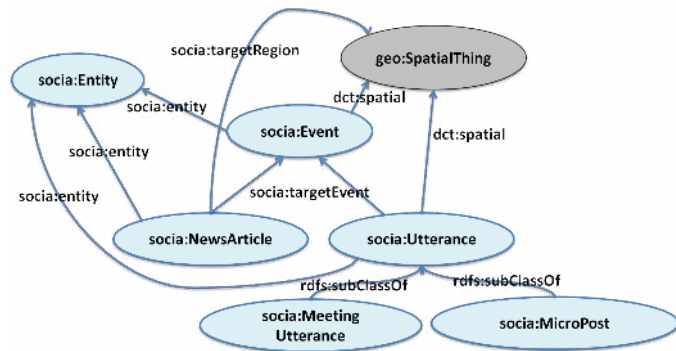 socia:targetRegion
geo:SpatialThing
socia:Entity
socia:entity
dct:spatial
socia:Event
dct:spatial
socia:entity
socia:entity
socia:targetEvent
socia:NewsArticle
socia:Utterance
rdfs:subClassOf
rdfs:subClassOf
socia:Meeting
Utterance
socia:MicroPost